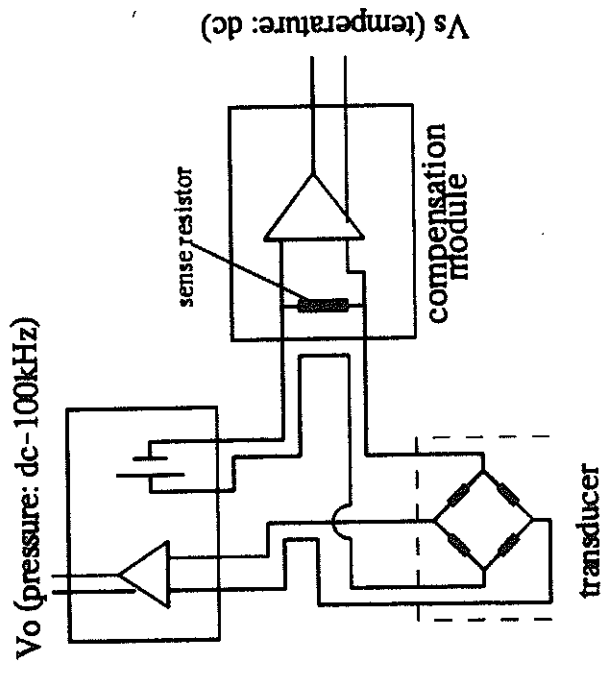 Vs (temperature: dc)
sense resistor
compensation
module
Vo (pressure: dc-100kHz)
transducer